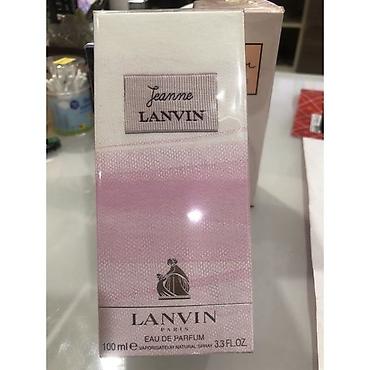 Jeanne
LANVIN
LANVIN
PARIS
EAU DE PARFUM
100 ml e VAPORISATEUR NATURAL SPRAY 3.3 FL.OZ.